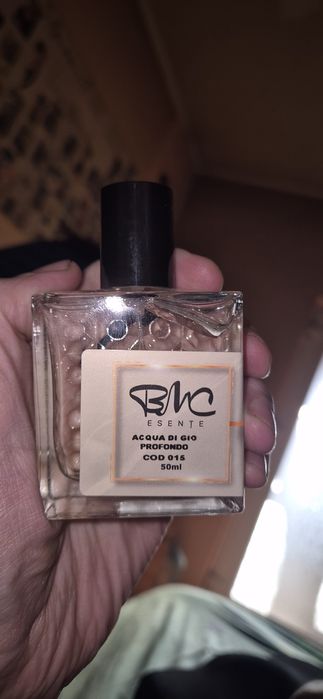 BMC
ESENȚE
ACQUA DI GIO
PROFONDO
COD 015
50ml